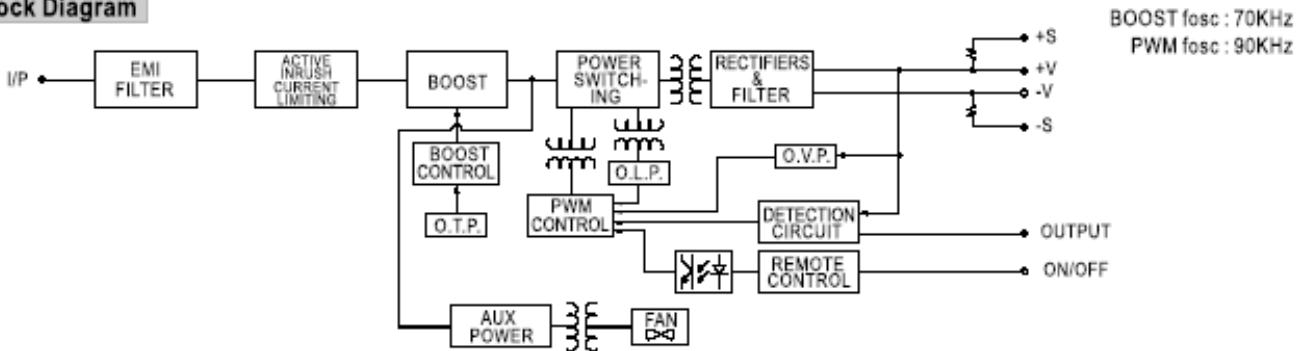 ock Diagram
BOOST fosc : 70KHz
PWM fosc : 90KHz
I/P
EMI
FILTER
ACTIVE
INRUSH
CURRENT
LIMITING
BOOST
POWER
SWITCH-
ING
RECTIFIERS
&
FILTER
+S
+V
-V
-S
BOOST
CONTROL
O.T.P.
PWM
CONTROL
O.L.P.
O.V.P.
DETECTION
CIRCUIT
OUTPUT
REMOTE
CONTROL
ON/OFF
AUX
POWER
FAN